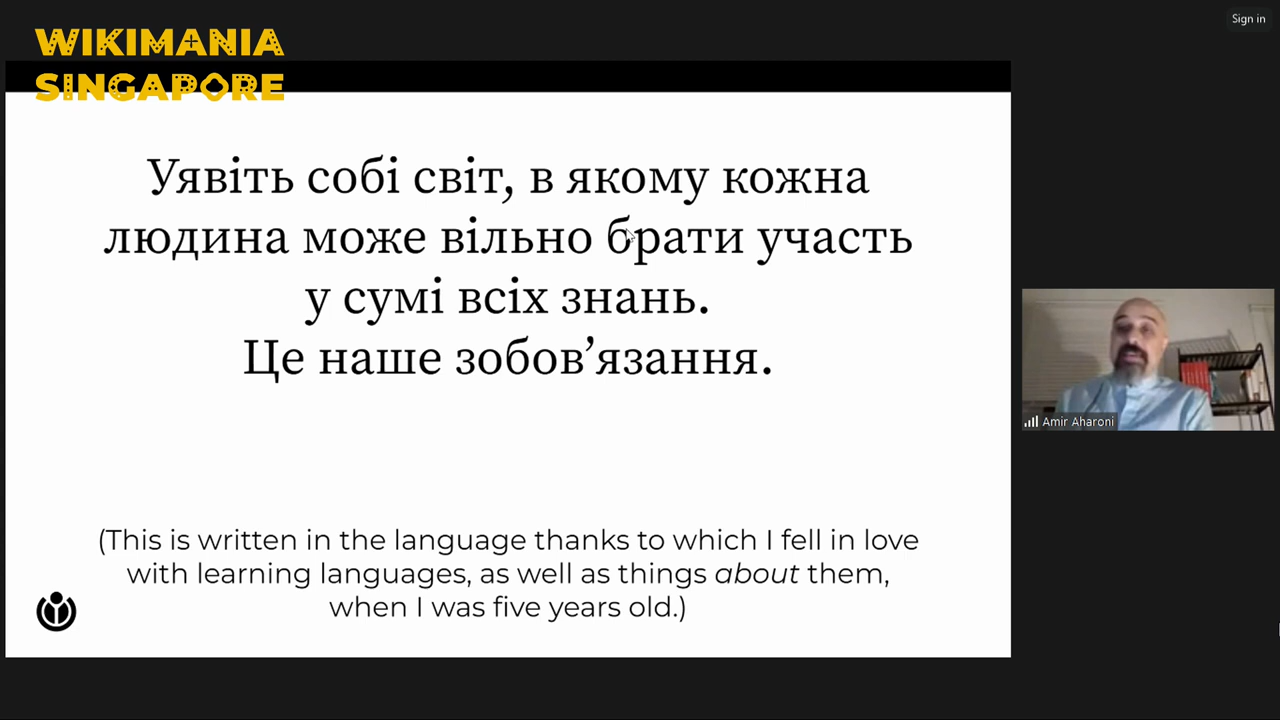 Sign in
WIKIMANIA
SINGAPORE
Уявіть собі світ, в якому кожна
людина може вільно брати участь
у сумі всіх знань.
Це наше зобов’язання.
(This is written in the language thanks to which I fell in love
with learning languages, as well as things about them,
when I was five years old.)
Amir Aharoni